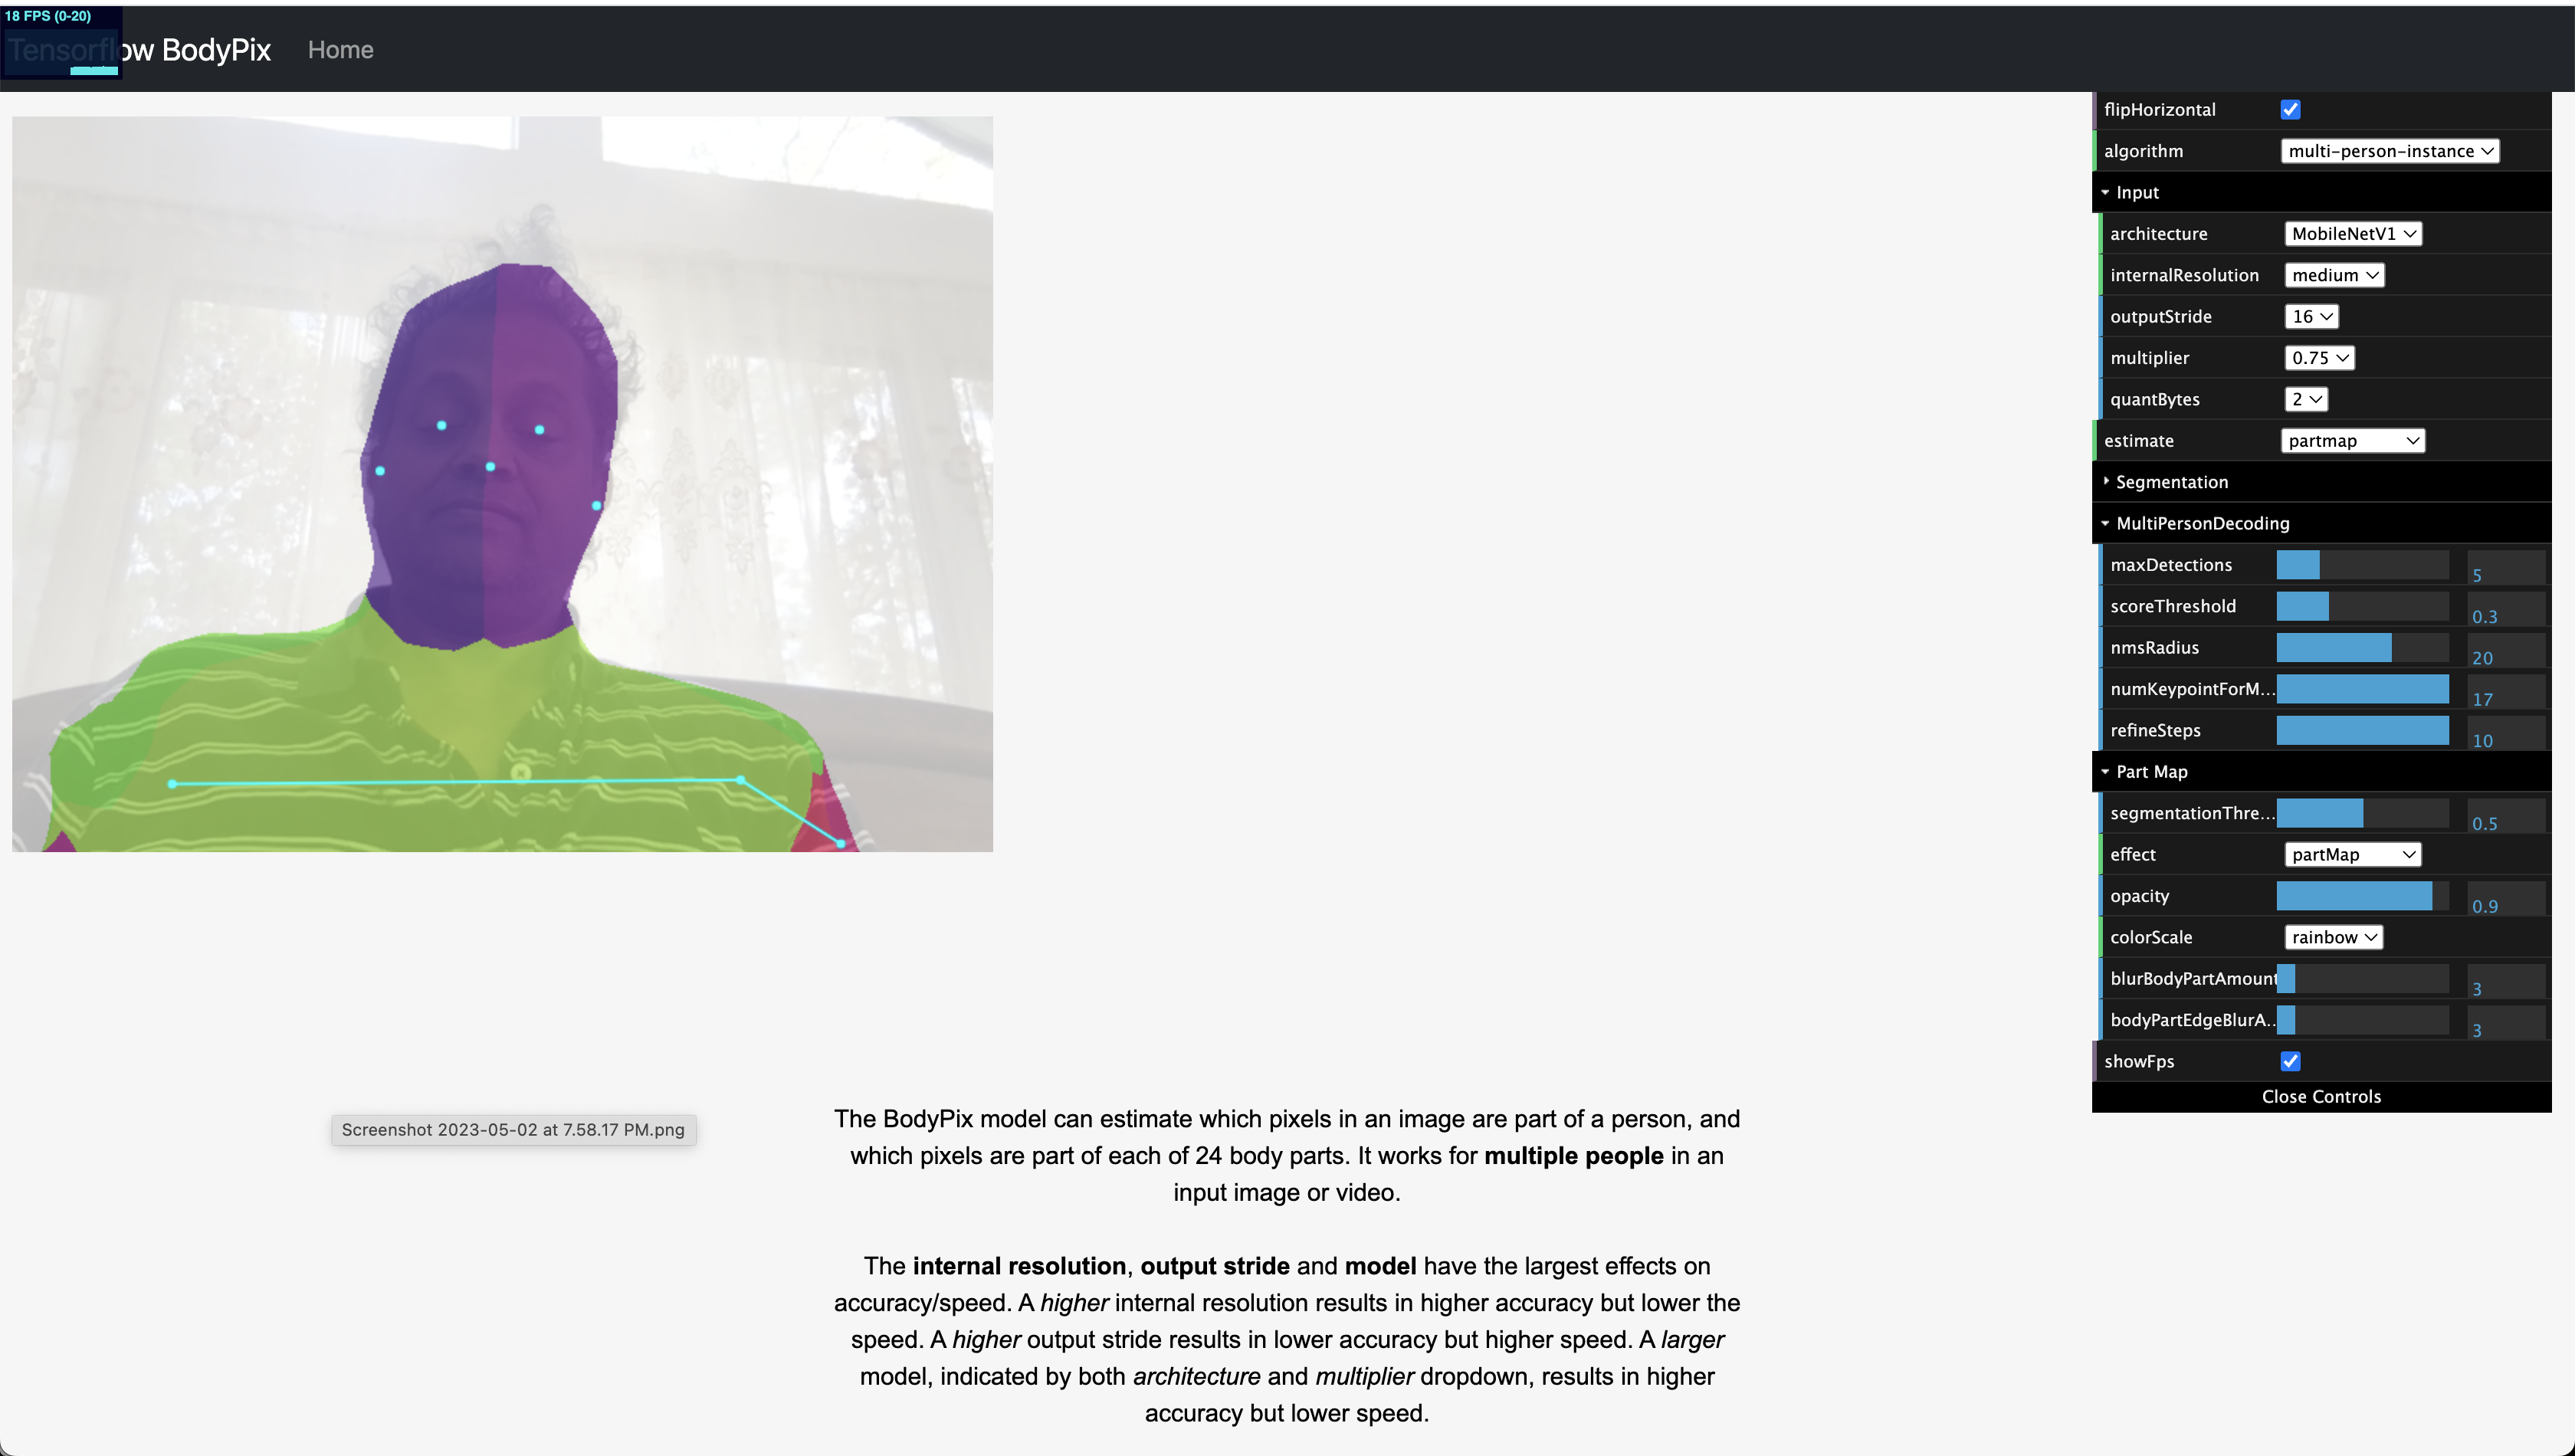 18 FPS (0-20)
Tensorflow BodyPix Home
flipHorizontal
algorithm multi-person-instance
Input
architecture MobileNetV1
internalResolution medium
outputStride 16
multiplier 0.75
quantBytes 2
estimate partmap
Segmentation
MultiPersonDecoding
maxDetections 5
scoreThreshold 0.3
nmsRadius 20
numKeypointForM... 17
refineSteps 10
Part Map
segmentationThre... 0.5
effect partMap
opacity 0.9
colorScale rainbow
blurBodyPartAmount 3
bodyPartEdgeBlurA... 3
showFps
Close Controls
Screenshot 2023-05-02 at 7.58.17 PM.png
The BodyPix model can estimate which pixels in an image are part of a person, and
which pixels are part of each of 24 body parts. It works for multiple people in an
input image or video.
The internal resolution, output stride and model have the largest effects on
accuracy/speed. A higher internal resolution results in higher accuracy but lower the
speed. A higher output stride results in lower accuracy but higher speed. A larger
model, indicated by both architecture and multiplier dropdown, results in higher
accuracy but lower speed.